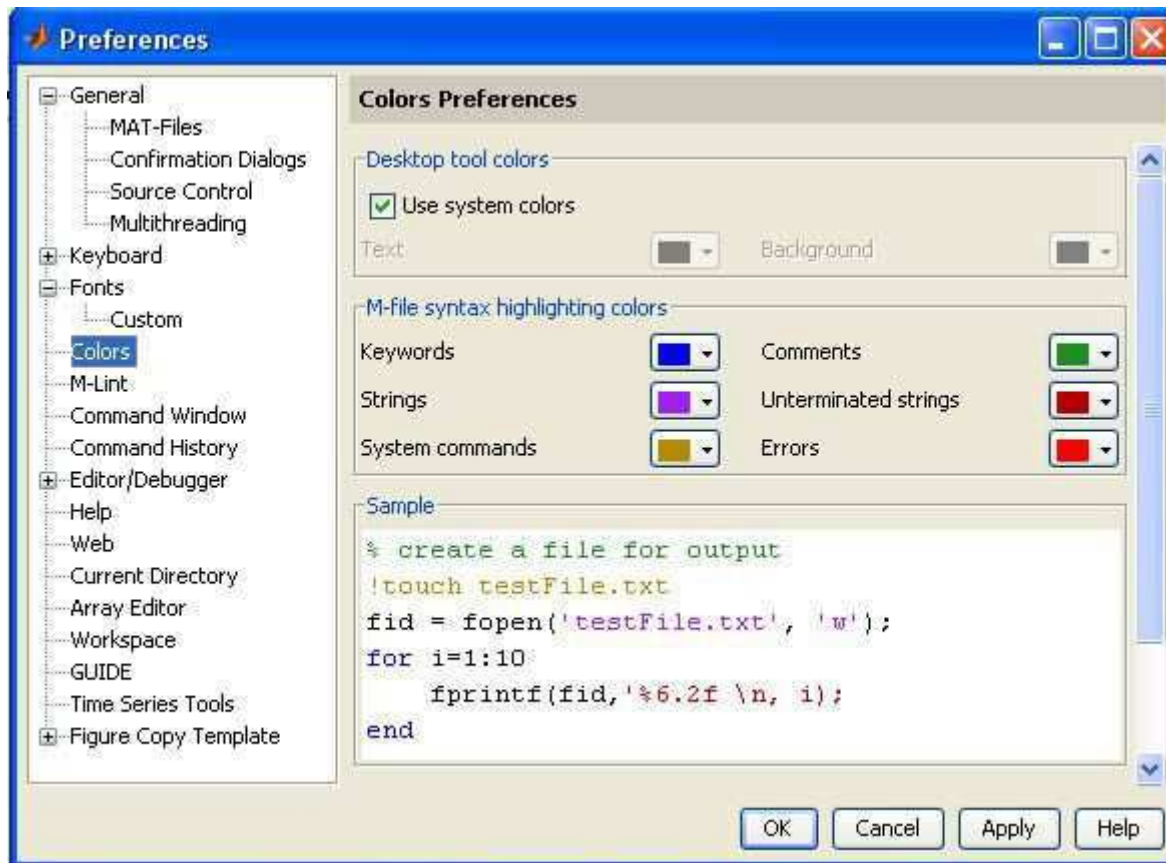 Preferences
General
MAT-Files
Confirmation Dialogs
Source Control
Multithreading
Keyboard
Fonts
Custom
Colors
M-Lint
Command Window
Command History
Editor/Debugger
Help
Web
Current Directory
Array Editor
Workspace
GUIDE
Time Series Tools
Figure Copy Template
Colors Preferences
Desktop tool colors
Use system colors
Text Background
M-file syntax highlighting colors
Keywords Comments
Strings Unterminated strings
System commands Errors
Sample
% create a file for output
!touch testFile.txt
fid = fopen('testFile.txt', 'w');
for i=1:10
    fprintf(fid,'%6.2f \n, i);
end
OK Cancel Apply Help